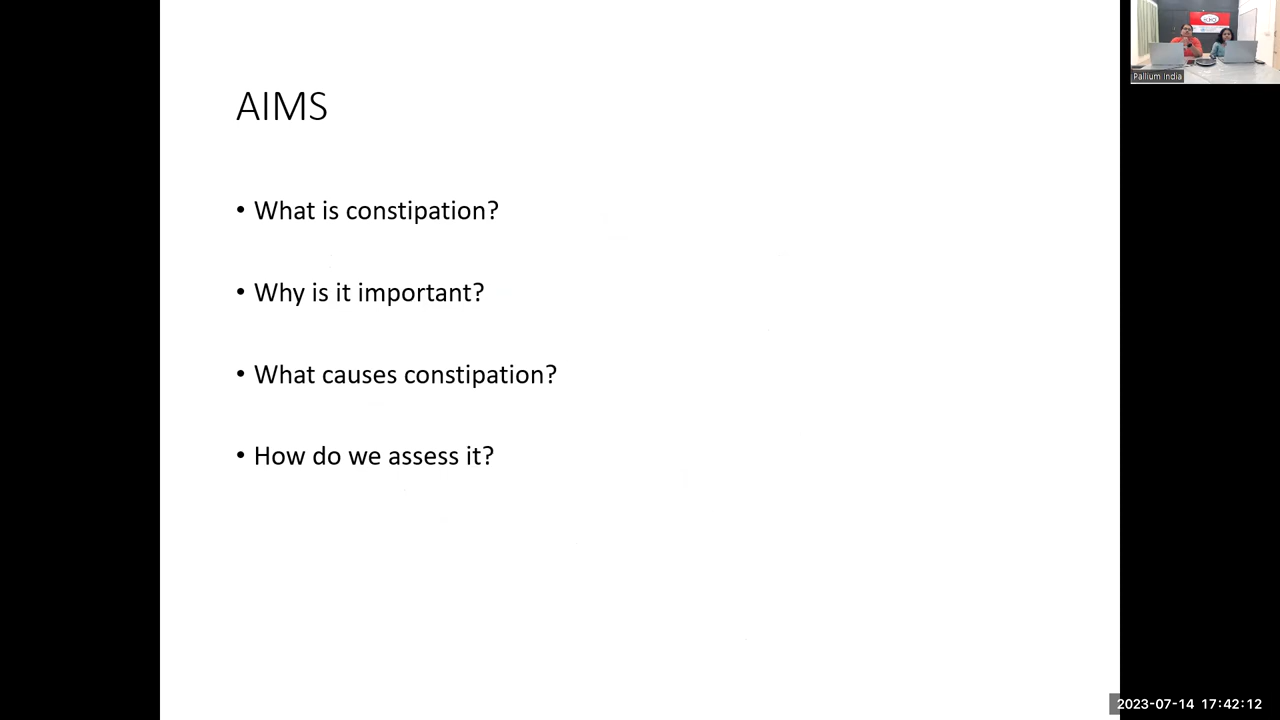 AIMS
• What is constipation?
• Why is it important?
• What causes constipation?
• How do we assess it?
Pallium India
2023-07-14 17:42:12